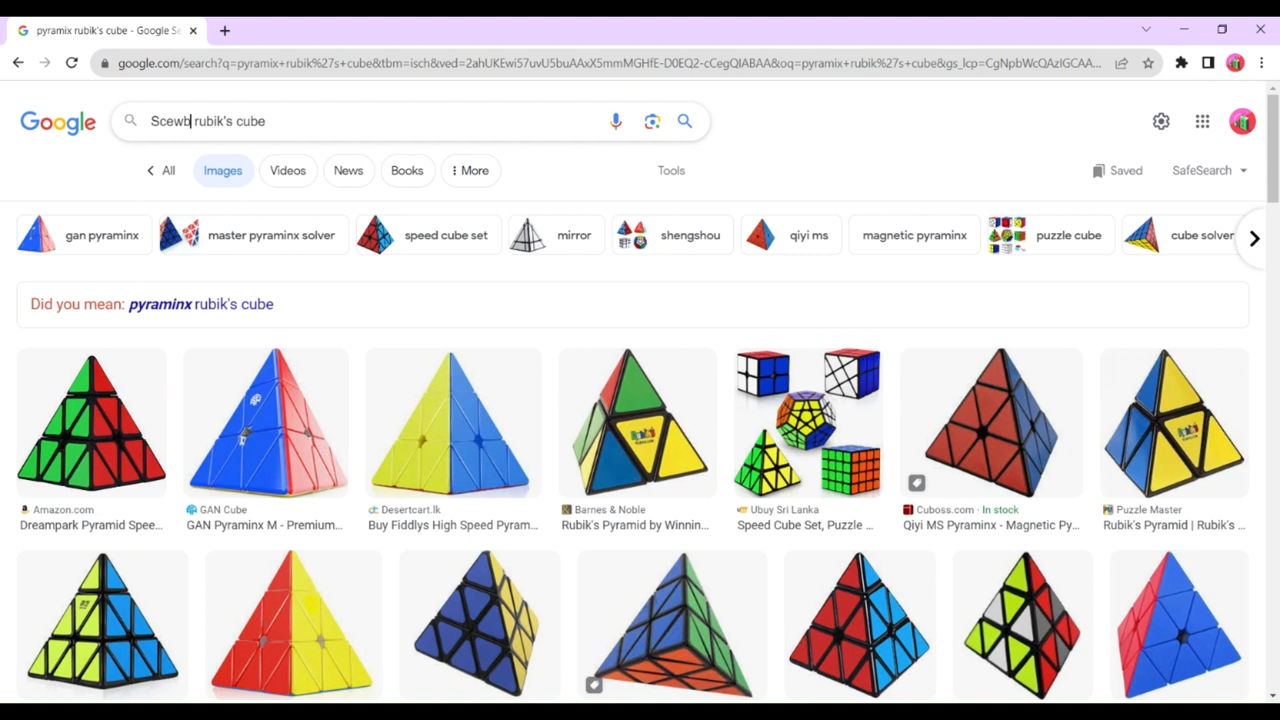 pyramix rubik's cube - Google Se
google.com/search?q=pyramix+rubik%27s+cube&tbm=isch&ved=2ahUKEwi57uvU5buAAxX5mmMGHfE-D0EQ2-cCegQIABAA&oq=pyramix+rubik%27s+cube&gs_lcp=CgNpbWcQAzIGCAA...
Google
Scewb rubik's cube
All Images Videos News Books More Tools Saved SafeSearch
gan pyraminx master pyraminx solver speed cube set mirror shengshou qiyi ms magnetic pyraminx puzzle cube cube solver
Did you mean: pyraminx rubik's cube
Amazon.com GAN Cube Desertcart.lk Barnes & Noble Ubuy Sri Lanka Cuboss.com · In stock Puzzle Master
Dreampark Pyramid Spee... GAN Pyraminx M - Premium... Buy Fiddlys High Speed Pyram... Rubik's Pyramid by Winnin... Speed Cube Set, Puzzle ... Qiyi MS Pyraminx - Magnetic Py... Rubik's Pyramid | Rubik's ...